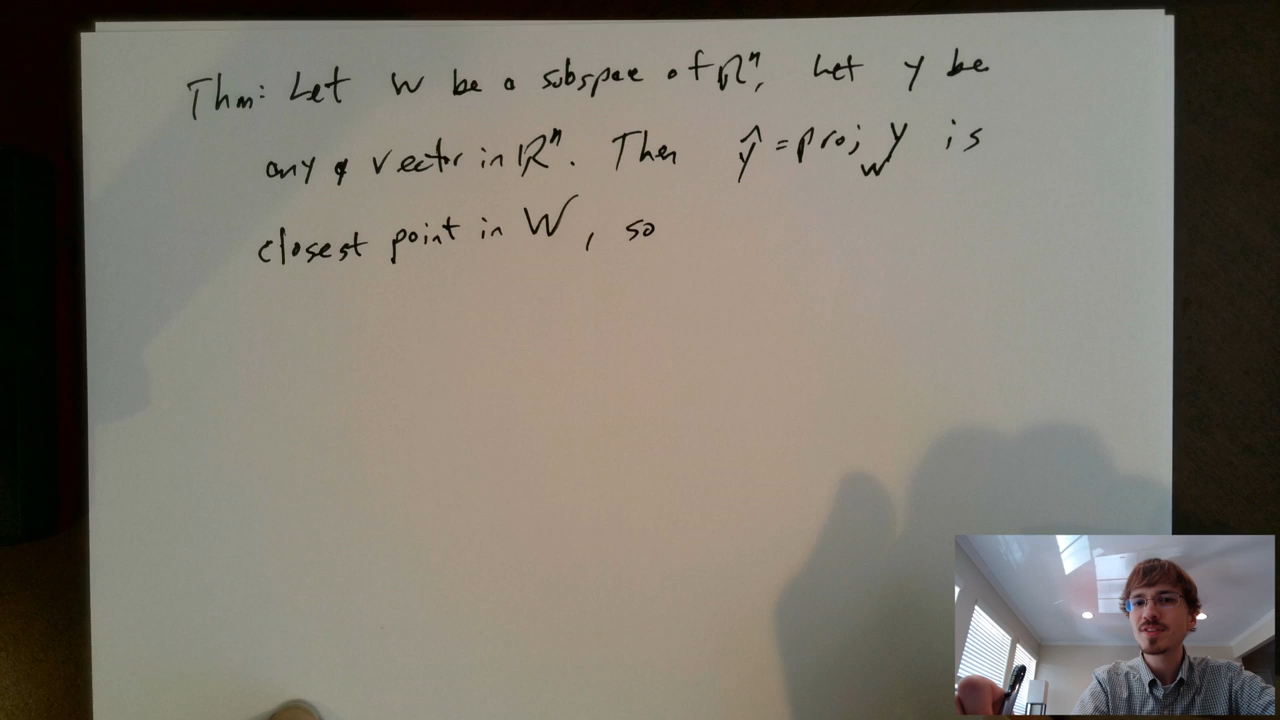 Thm: Let W be a subspace of ℝⁿ, Let y be
any vector in ℝⁿ. Then ŷ = proj_W y is
closest point in W, so